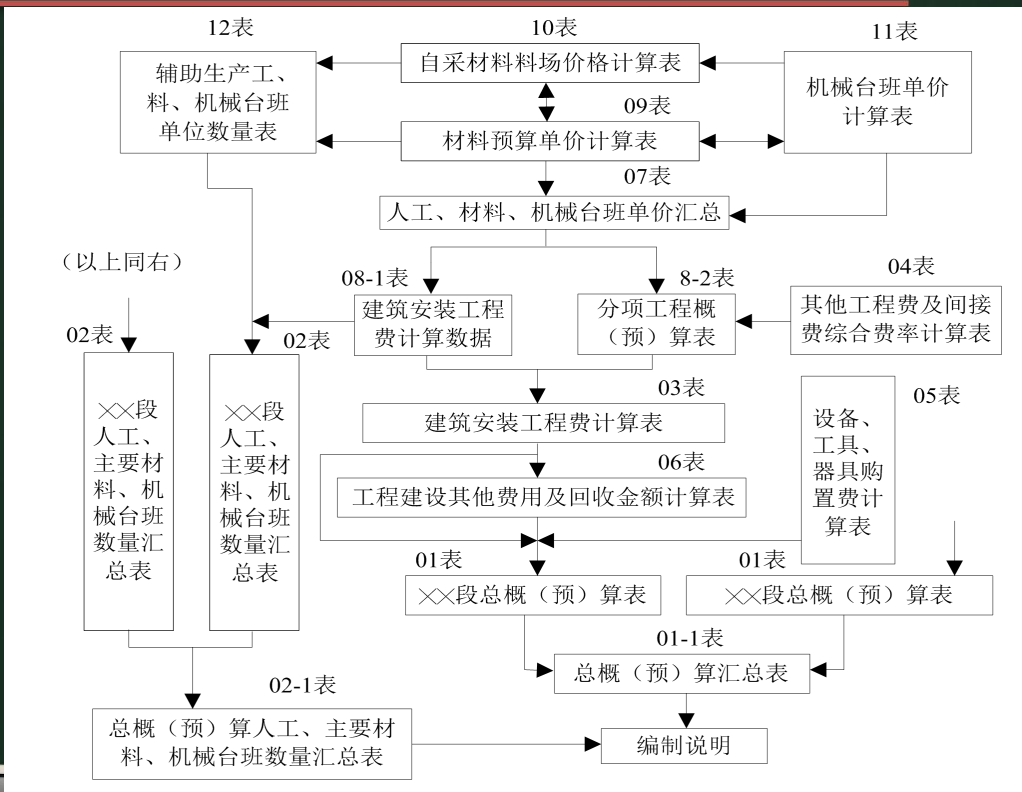 12表
10表
11表
辅助生产工、
料、机械台班
单位数量表
自采材料料场价格计算表
机械台班单价
计算表
09表
材料预算单价计算表
07表
人工、材料、机械台班单价汇总
（以上同右）
08-1表
8-2表
04表
建筑安装工程
费计算数据
分项工程概
（预）算表
其他工程费及间接
费综合费率计算表
02表
02表
03表
05表
××段
人工、
主要材
料、机
械台班
数量汇
总表
××段
人工、
主要材
料、机
械台班
数量汇
总表
建筑安装工程费计算表
设备、
工具、
器具购
置费计
算表
06表
工程建设其他费用及回收金额计算表
01表
01表
××段总概（预）算表
××段总概（预）算表
01-1表
总概（预）算汇总表
02-1表
总概（预）算人工、主要材
料、机械台班数量汇总表
编制说明